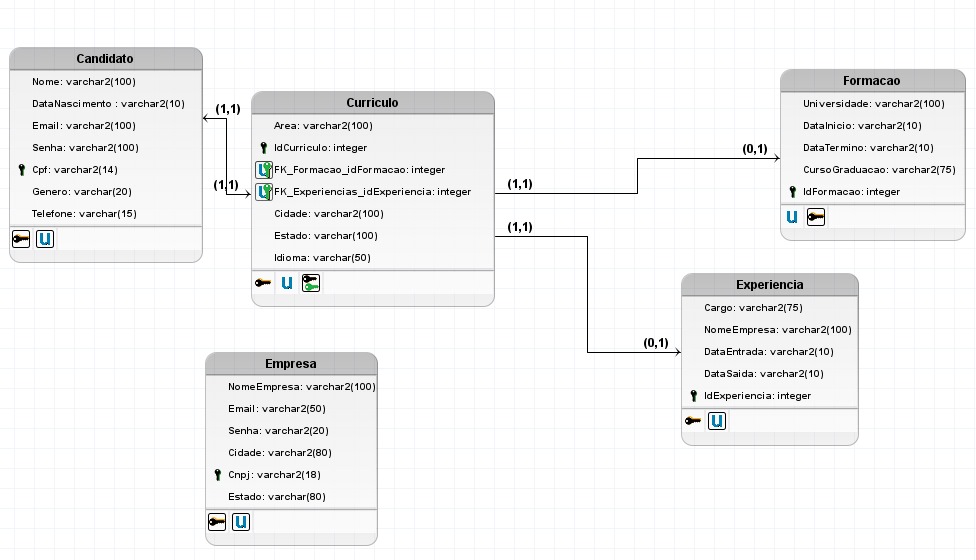 Candidato
Nome: varchar2(100)
DataNascimento : varchar2(10)
Email: varchar2(100)
Senha: varchar2(100)
Cpf: varchar2(14)
Genero: varchar(20)
Telefone: varchar(15)
(1,1)
(1,1)
Curriculo
Area: varchar2(100)
IdCurriculo: integer
FK_Formacao_idFormacao: integer
FK_Experiencias_idExperiencia: integer
Cidade: varchar2(100)
Estado: varchar(100)
Idioma: varchar(50)
(1,1)
(0,1)
(1,1)
(0,1)
Formacao
Universidade: varchar2(100)
DataInicio: varchar2(10)
DataTermino: varchar2(10)
CursoGraduacao: varchar2(75)
IdFormacao: integer
Experiencia
Cargo: varchar2(75)
NomeEmpresa: varchar2(100)
DataEntrada: varchar2(10)
DataSaida: varchar2(10)
IdExperiencia: integer
Empresa
NomeEmpresa: varchar2(100)
Email: varchar2(50)
Senha: varchar2(20)
Cidade: varchar2(80)
Cnpj: varchar2(18)
Estado: varchar(80)